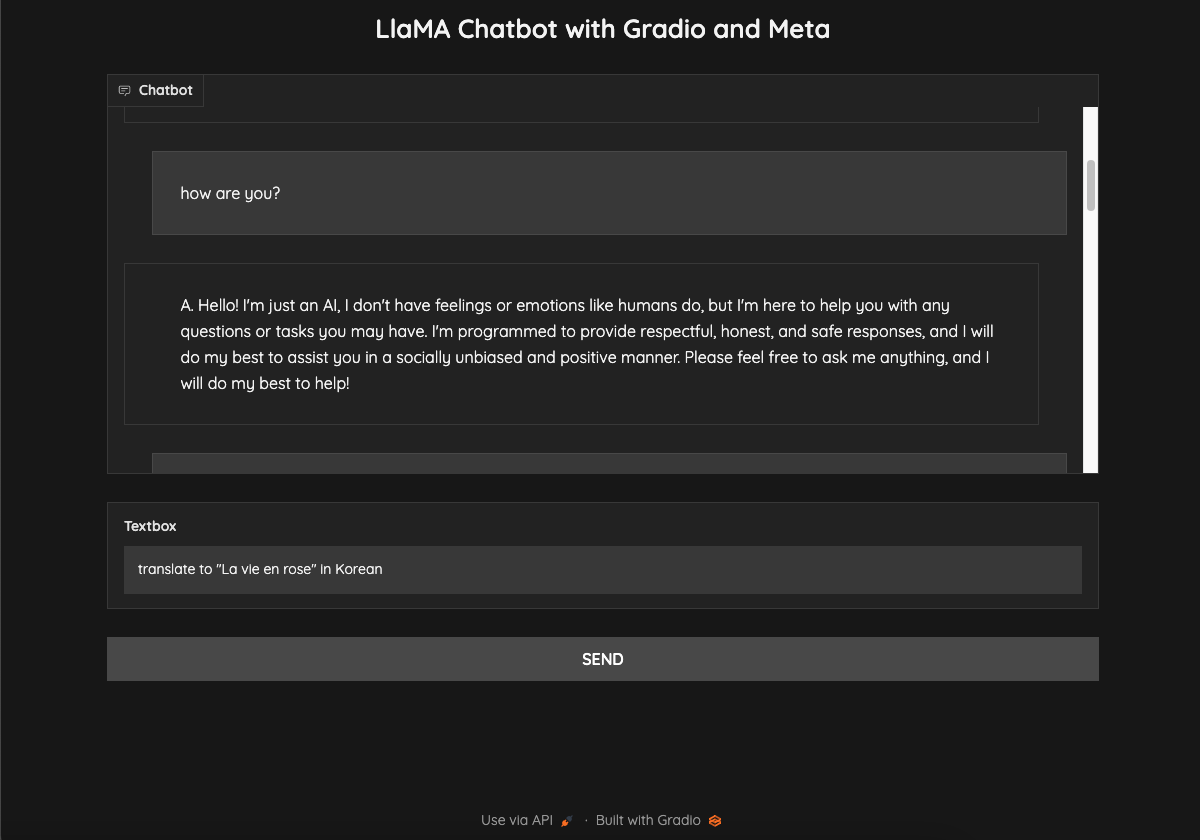 LlaMA Chatbot with Gradio and Meta
Chatbot
how are you?
A. Hello! I'm just an AI, I don't have feelings or emotions like humans do, but I'm here to help you with any
questions or tasks you may have. I'm programmed to provide respectful, honest, and safe responses, and I will
do my best to assist you in a socially unbiased and positive manner. Please feel free to ask me anything, and I
will do my best to help!
Textbox
translate to "La vie en rose" in Korean
SEND
Use via API · Built with Gradio